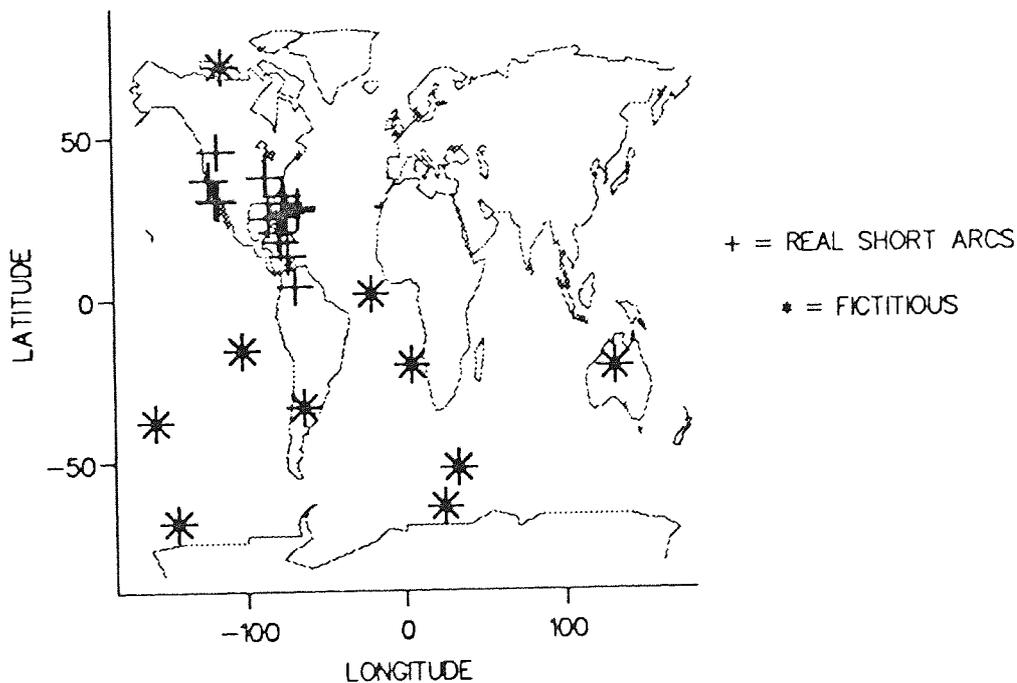 50
0
−50
−100
0
100
LATITUDE
LONGITUDE
+ = REAL SHORT ARCS
* = FICTITIOUS